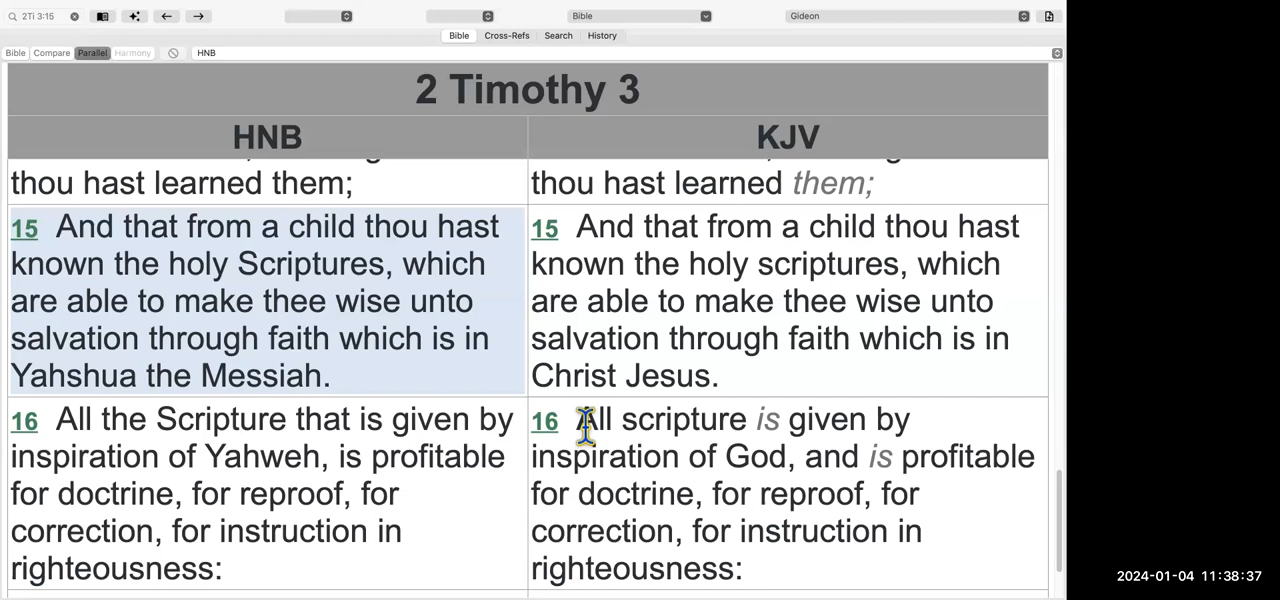 2Ti 3:15
Bible
Gideon
Bible
Cross-Refs
Search
History
Bible
Compare
Parallel
Harmony
HNB
2 Timothy 3
HNB
KJV
thou hast learned them;
15 And that from a child thou hast
known the holy Scriptures, which
are able to make thee wise unto
salvation through faith which is in
Yahshua the Messiah.
16 All the Scripture that is given by
inspiration of Yahweh, is profitable
for doctrine, for reproof, for
correction, for instruction in
righteousness:
thou hast learned them;
15 And that from a child thou hast
known the holy scriptures, which
are able to make thee wise unto
salvation through faith which is in
Christ Jesus.
16 All scripture is given by
inspiration of God, and is profitable
for doctrine, for reproof, for
correction, for instruction in
righteousness:
2024-01-04 11:38:37